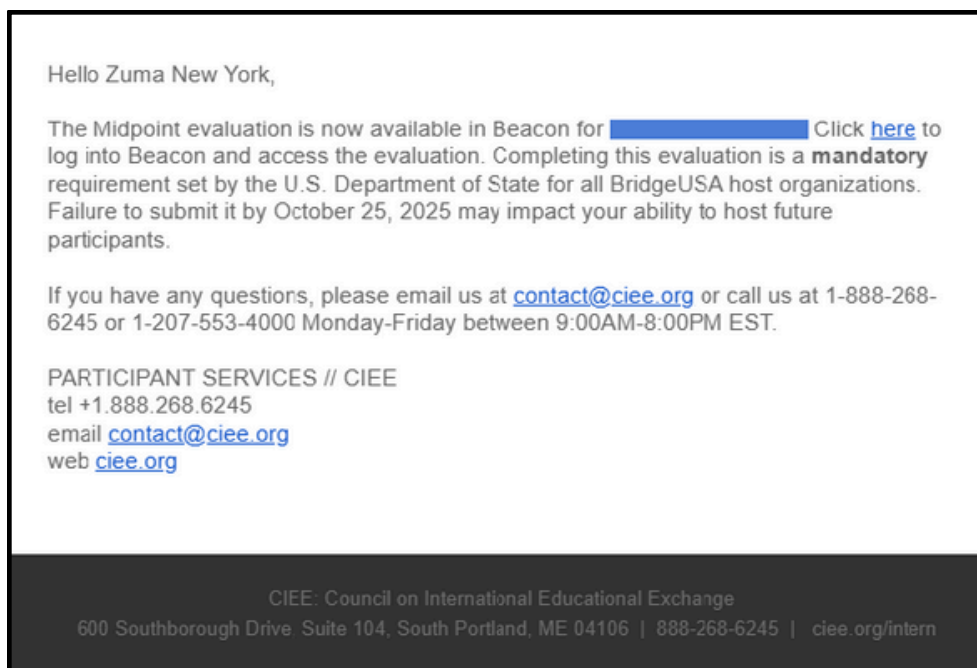 Hello Zuma New York,
The Midpoint evaluation is now available in Beacon for Click here to
log into Beacon and access the evaluation. Completing this evaluation is a mandatory
requirement set by the U.S. Department of State for all BridgeUSA host organizations.
Failure to submit it by October 25, 2025 may impact your ability to host future
participants.
If you have any questions, please email us at contact@ciee.org or call us at 1-888-268-
6245 or 1-207-553-4000 Monday-Friday between 9:00AM-8:00PM EST.
PARTICIPANT SERVICES // CIEE
tel +1.888.268.6245
email contact@ciee.org
web ciee.org
CIEE: Council on International Educational Exchange
600 Southborough Drive. Suite 104, South Portland, ME 04106 | 888-268-6245 | ciee.org/intern